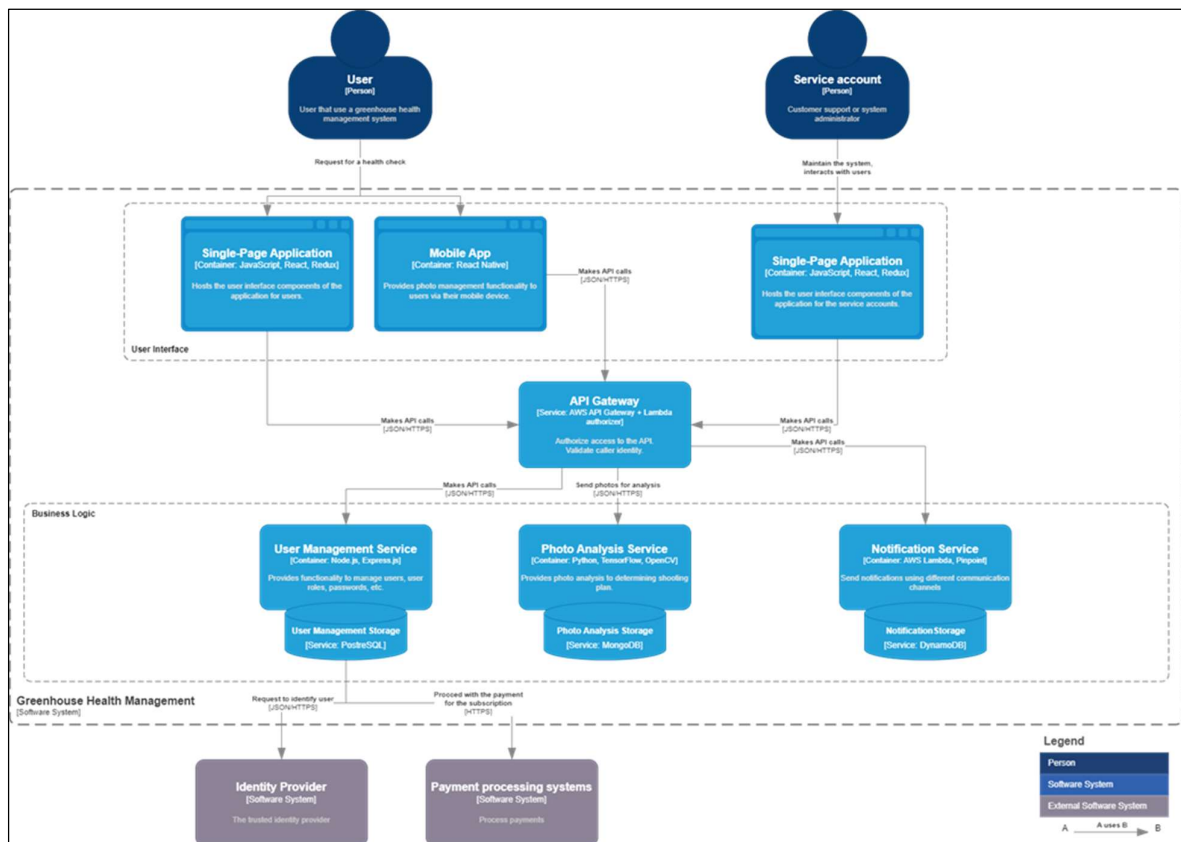 User
[Person]
User that use a greenhouse health
management system
Service account
[Person]
Customer support or system
administrator
Request for a health check
Maintain the system,
interacts with users
Single-Page Application
[Container: JavaScript, React, Redux]
Hosts the user interface components of the
application for users.
Mobile App
[Container: React Native]
Provides photo management functionality to
users via their mobile device.
Makes API calls
[JSON/HTTPS]
Single-Page Application
[Container: JavaScript, React, Redux]
Hosts the user interface components of the
application for the service accounts.
User Interface
API Gateway
[Service: AWS API Gateway + Lambda
authorizer]
Authorize access to the API.
Validate caller identity.
Makes API calls
[JSON/HTTPS]
Makes API calls
[JSON/HTTPS]
Makes API calls
[JSON/HTTPS]
Makes API calls
[JSON/HTTPS]
Send photos for analysis
[JSON/HTTPS]
Business Logic
User Management Service
[Container: Node.js, Express.js]
Provides functionality to manage users, user
roles, passwords, etc.
User Management Storage
[Service: PostreSQL]
Photo Analysis Service
[Container: Python, TensorFlow, OpenCV]
Provides photo analysis to determining shooting
plan.
Photo Analysis Storage
[Service: MongoDB]
Notification Service
[Container: AWS Lambda, Pinpoint]
Send notifications using different communication
channels
Notification Storage
[Service: DynamoDB]
Greenhouse Health Management
[Software System]
Request to identify user
[JSON/HTTPS]
Procced with the payment
for the subscription
[HTTPS]
Identity Provider
[Software System]
The trusted identity provider
Payment processing systems
[Software System]
Process payments
Legend
Person
Software System
External Software System
A
A uses B
B